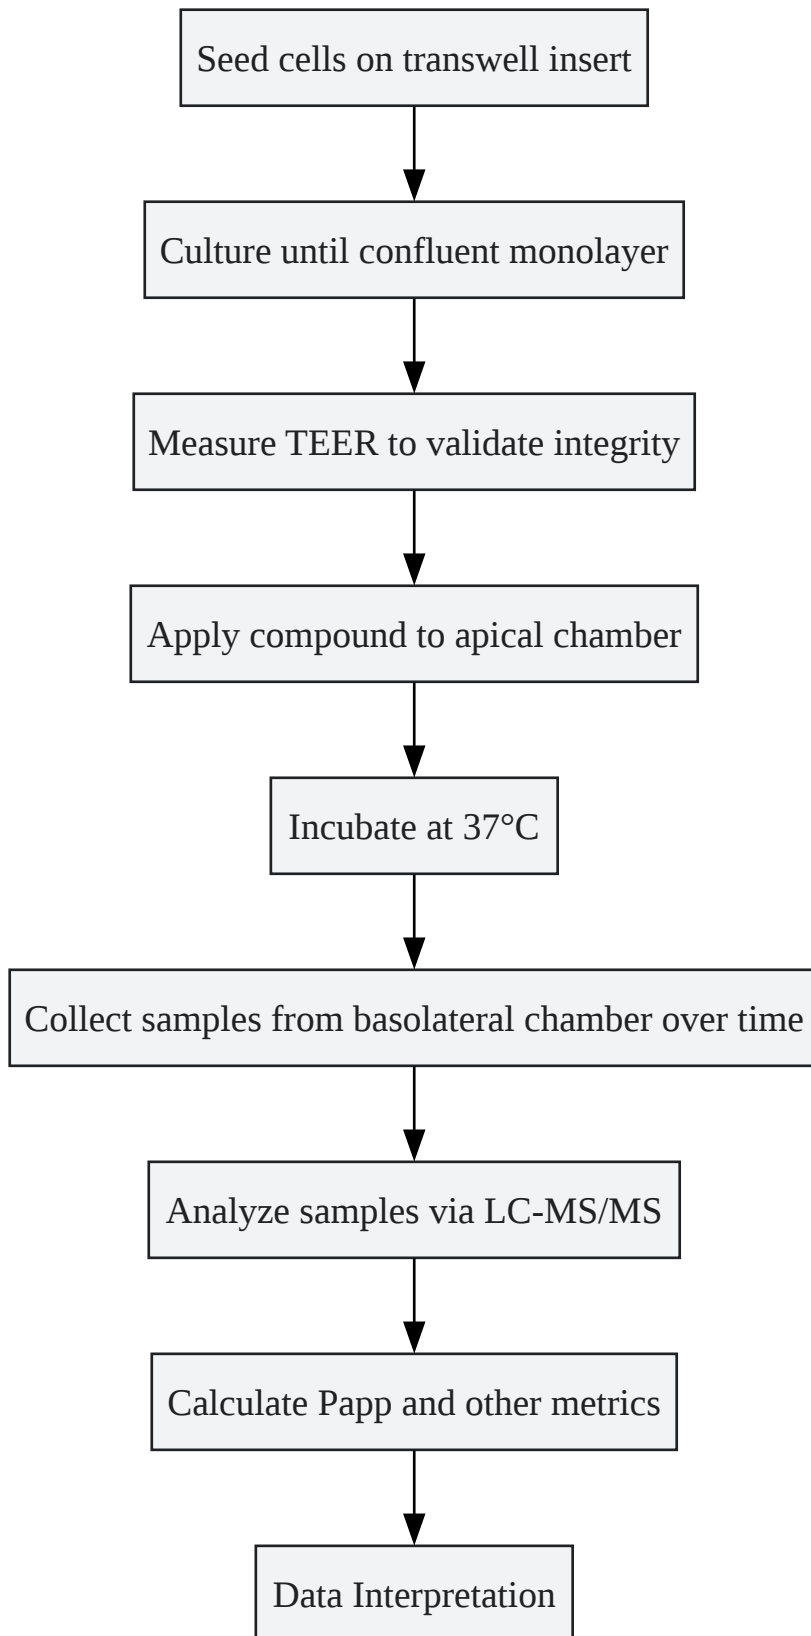 Seed cells on transwell insert
Culture until confluent monolayer
Measure TEER to validate integrity
Apply compound to apical chamber
Incubate at 37°C
Collect samples from basolateral chamber over time
Analyze samples via LC-MS/MS
Calculate Papp and other metrics
Data Interpretation